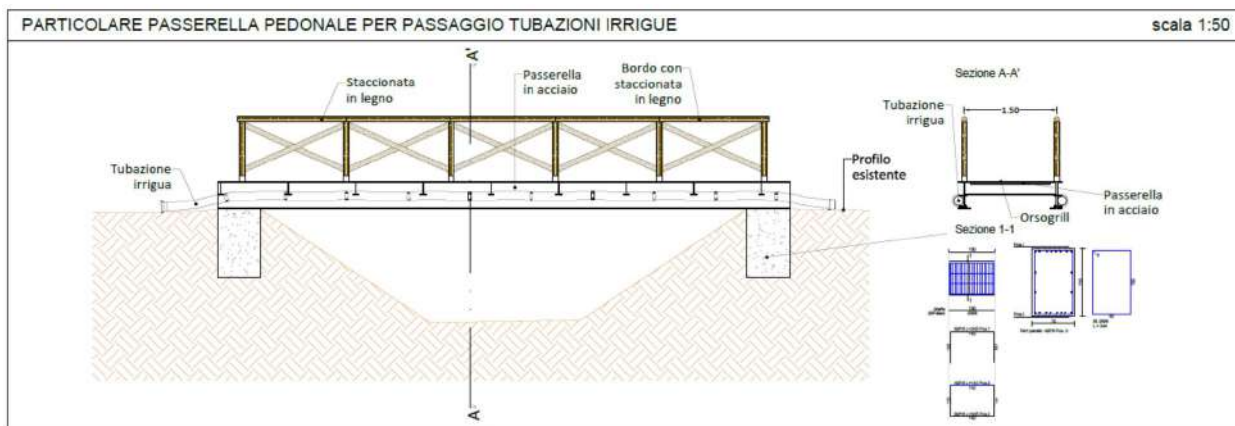 PARTICOLARE PASSERELLA PEDONALE PER PASSAGGIO TUBAZIONI IRRIGUE
scala 1:50
A'
Staccionata
in legno
Passerella
in acciaio
Bordo con
staccionata
in legno
Tubazione
irrigua
Profilo
esistente
A'
Sezione A-A'
Tubazione
irrigua
1.50
Passerella
in acciaio
Orsogrill
Sezione 1-1